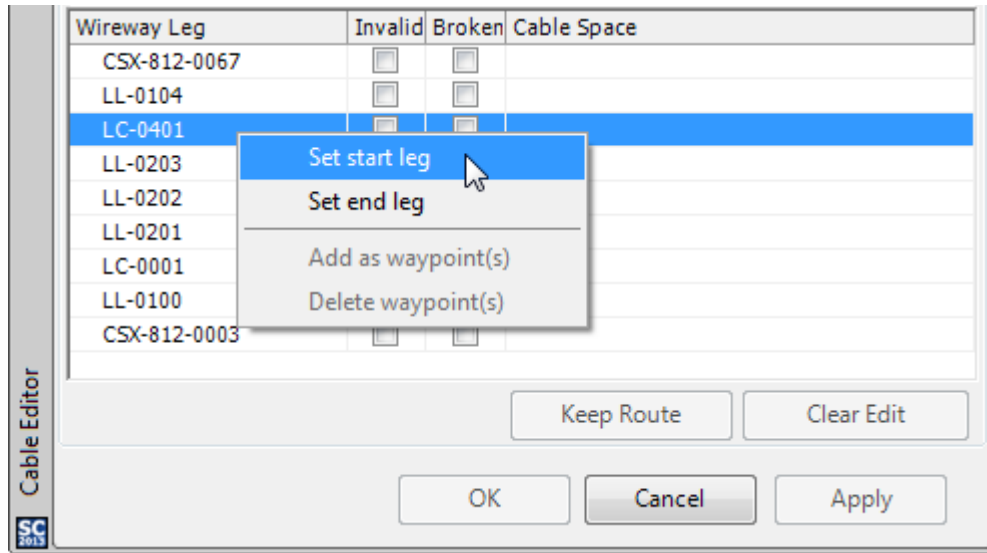 Wireway Leg Invalid Broken Cable Space
CSX-812-0067
LL-0104
LC-0401
Set start leg
LL-0203
LL-0202
Set end leg
LL-0201
LC-0001
Add as waypoint(s)
LL-0100
Delete waypoint(s)
CSX-812-0003
Keep Route Clear Edit
OK Cancel Apply
Cable Editor
SC
2013